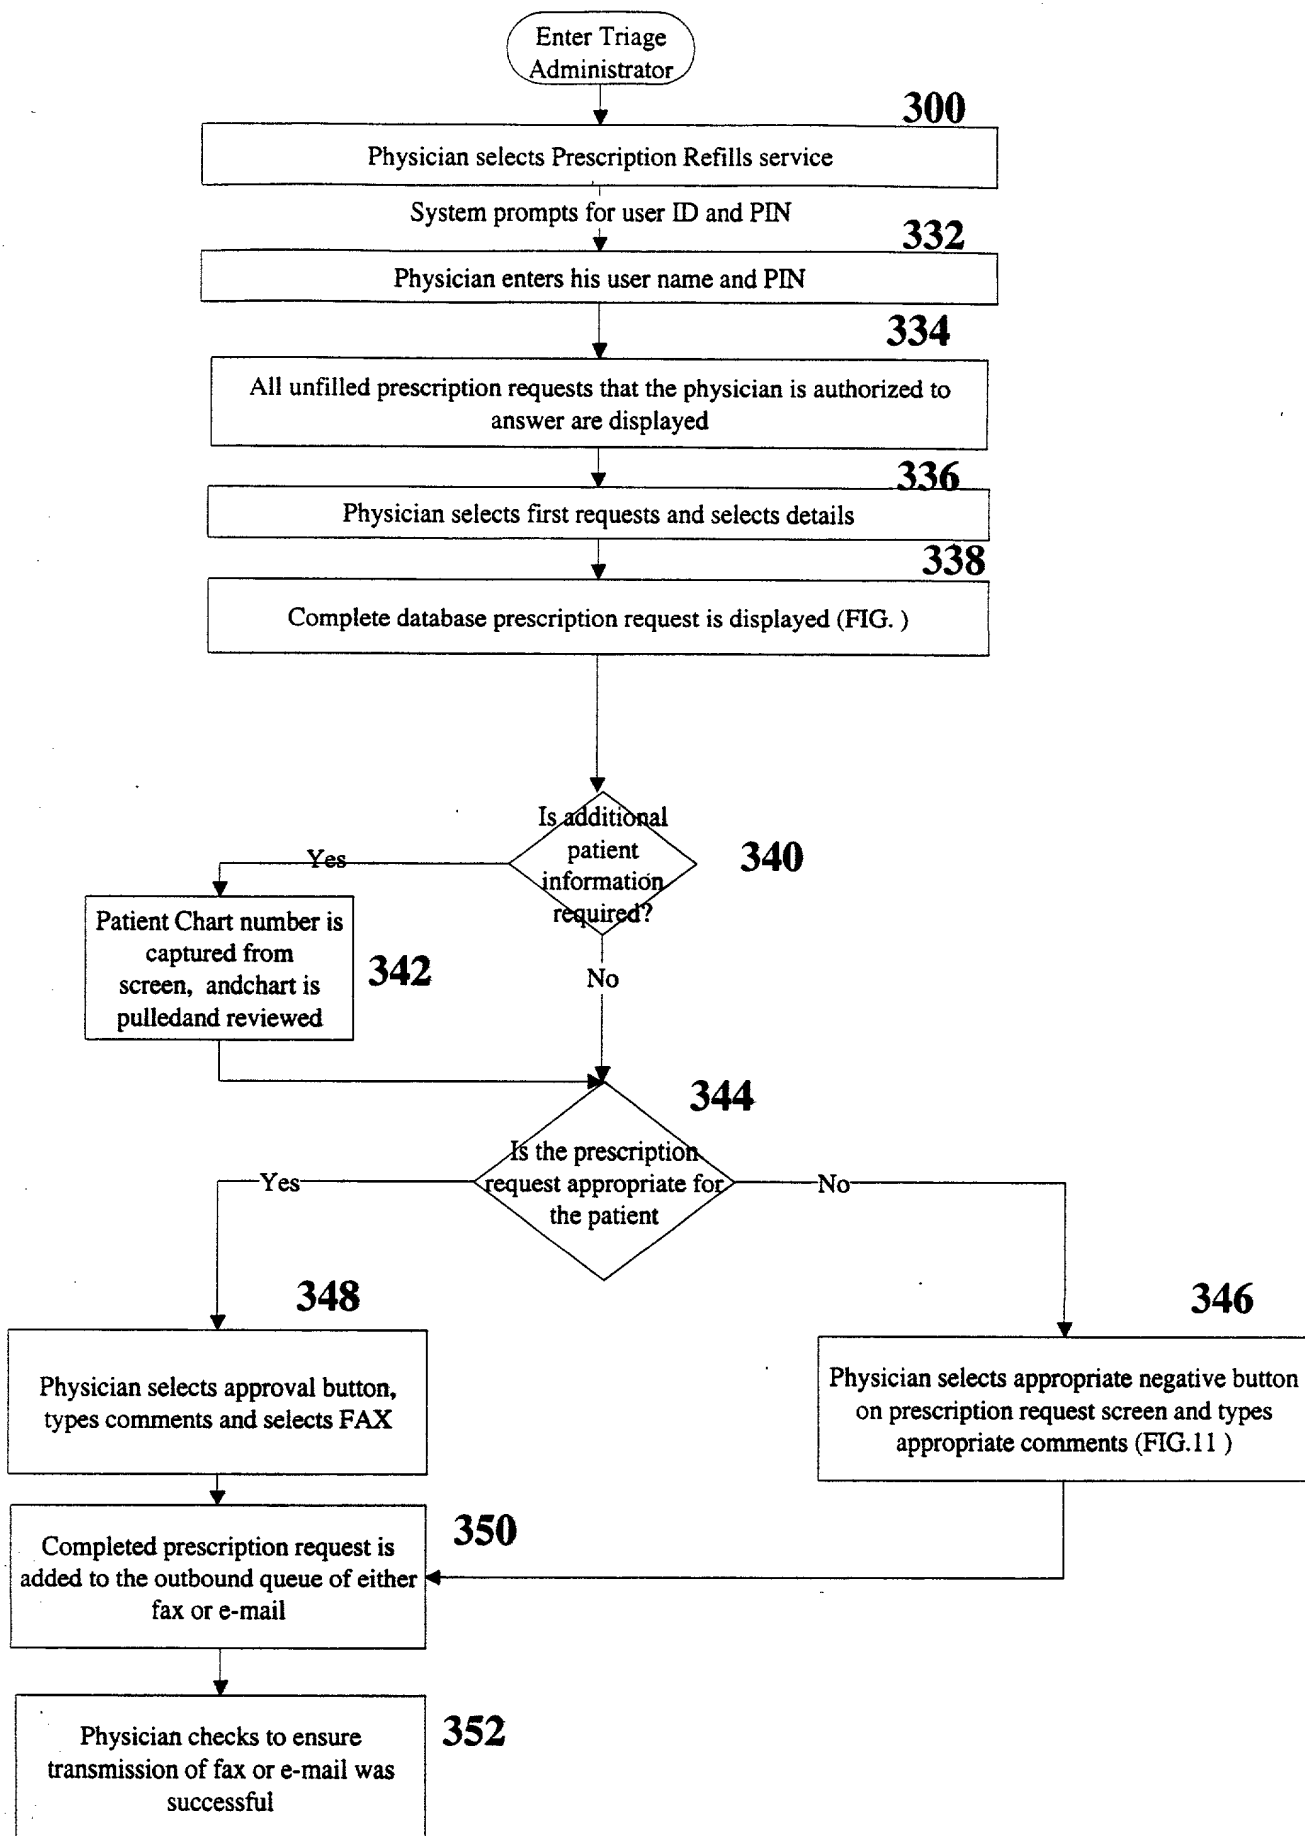 Enter Triage
Administrator
300
Physician selects Prescription Refills service
System prompts for user ID and PIN
332
Physician enters his user name and PIN
334
All unfilled prescription requests that the physician is authorized to
answer are displayed
336
Physician selects first requests and selects details
338
Complete database prescription request is displayed (FIG. )
Is additional
patient
information
required?
340
Yes
No
Patient Chart number is
captured from
screen, andchart is
pulledand reviewed
342
344
Is the prescription
request appropriate for
the patient
Yes
No
348
346
Physician selects approval button,
types comments and selects FAX
Physician selects appropriate negative button
on prescription request screen and types
appropriate comments (FIG.11 )
350
Completed prescription request is
added to the outbound queue of either
fax or e-mail
352
Physician checks to ensure
transmission of fax or e-mail was
successful